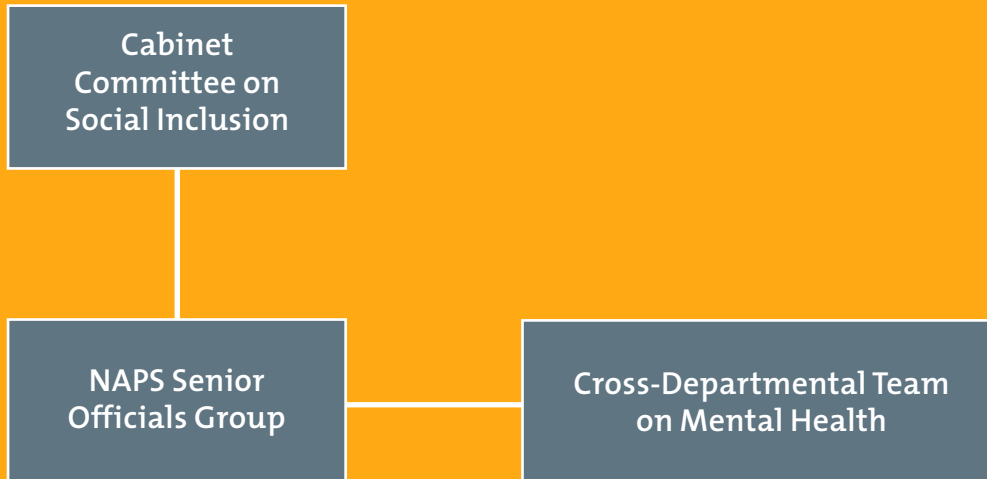 Cabinet
Committee on
Social Inclusion
NAPS Senior
Officials Group
Cross-Departmental Team
on Mental Health